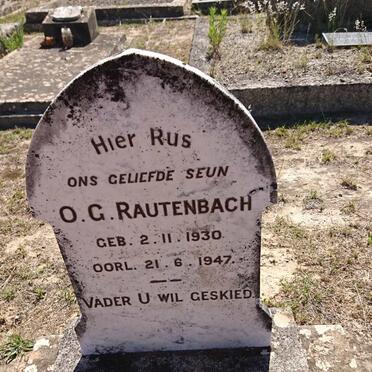 Hier Rus
ONS GELIEFDE SEUN
O.G. RAUTENBACH
GEB. 2.11.1930.
OORL. 21.6.1947.
VADER U WIL GESKIED.